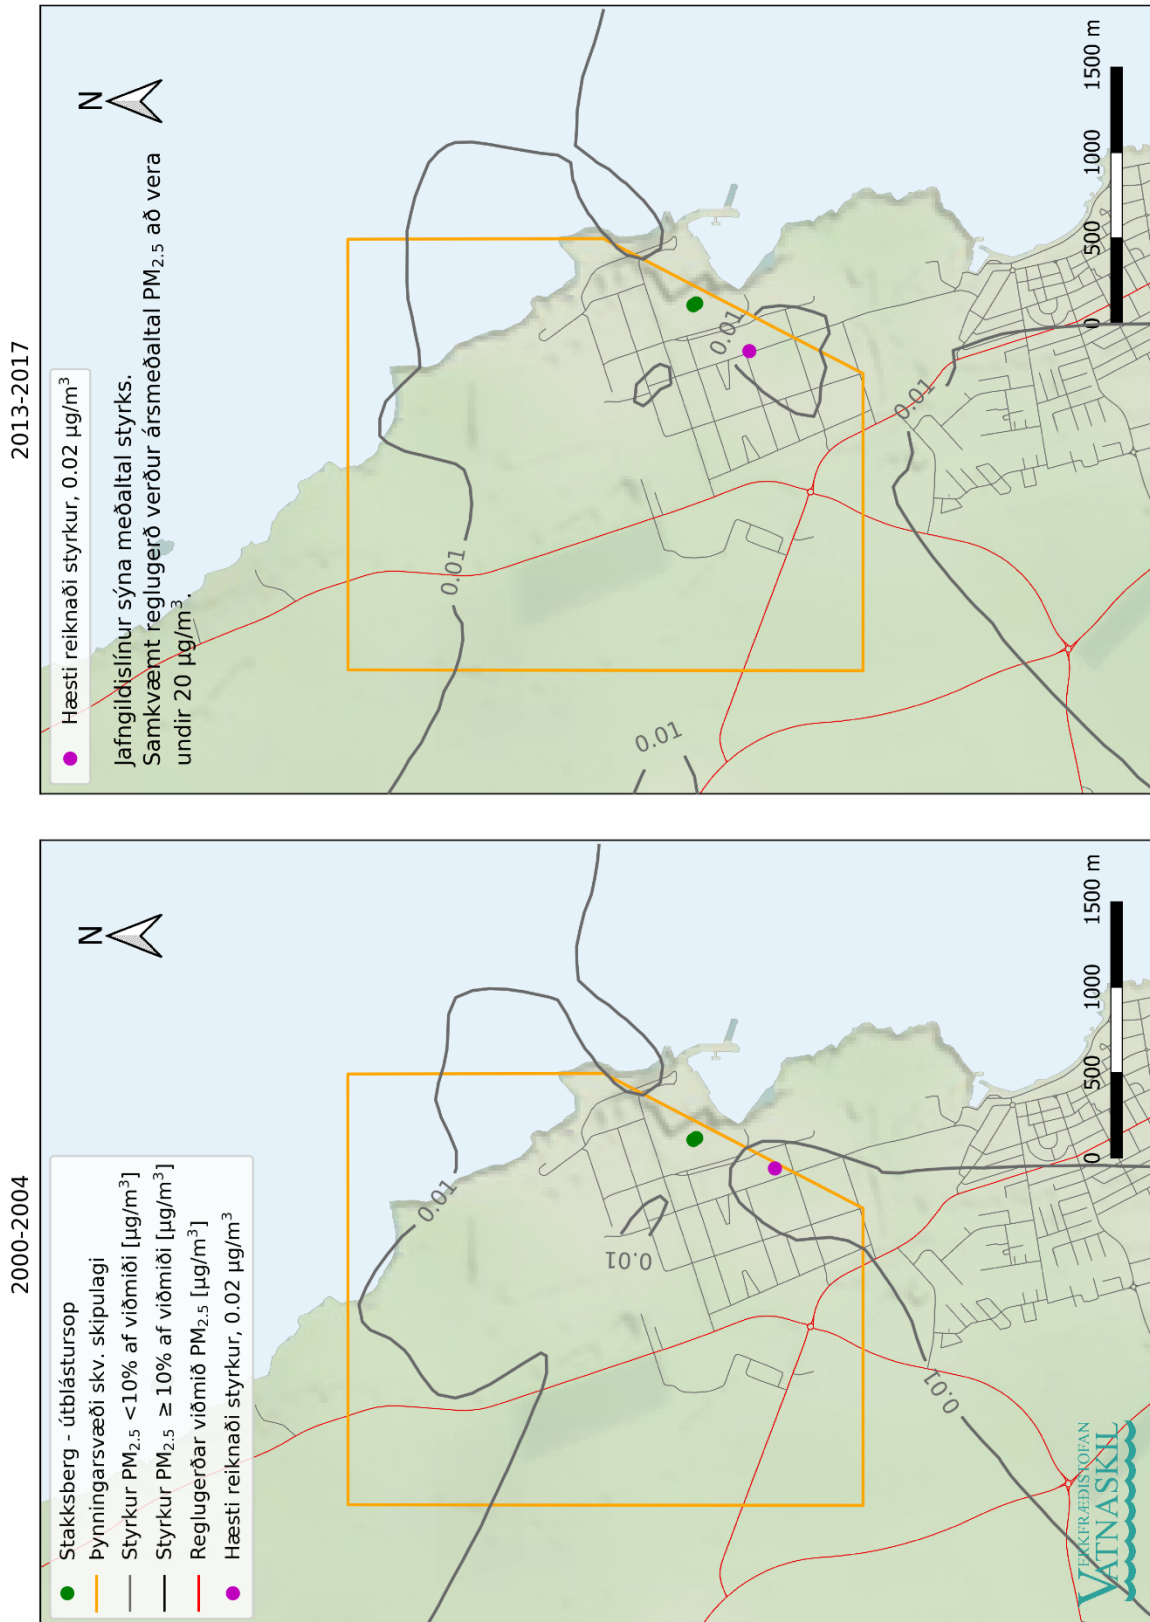 2000-2004
Stakksberg - útblástursop
Þynningarsvæði skv. skipulagi
Styrkur PM2.5 <10% af viðmiði [µg/m³]
Styrkur PM2.5 ≥ 10% af viðmiði [µg/m³]
Reglugerðar viðmið PM2.5 [µg/m³]
Hæsti reiknaði styrkur, 0.02 µg/m³
N
0.01
0.01
0.01
0 500 1000 1500 m
VERKFRÆÐISTOFAN
VATNASKIL
2013-2017
Hæsti reiknaði styrkur, 0.02 µg/m³
N
Jafngildislínur sýna meðaltal styrks.
Samkvæmt reglugerð verður ársmeðaltal PM2.5 að vera
undir 20 µg/m³.
0.01
0.01
0.01
0.01
0 500 1000 1500 m